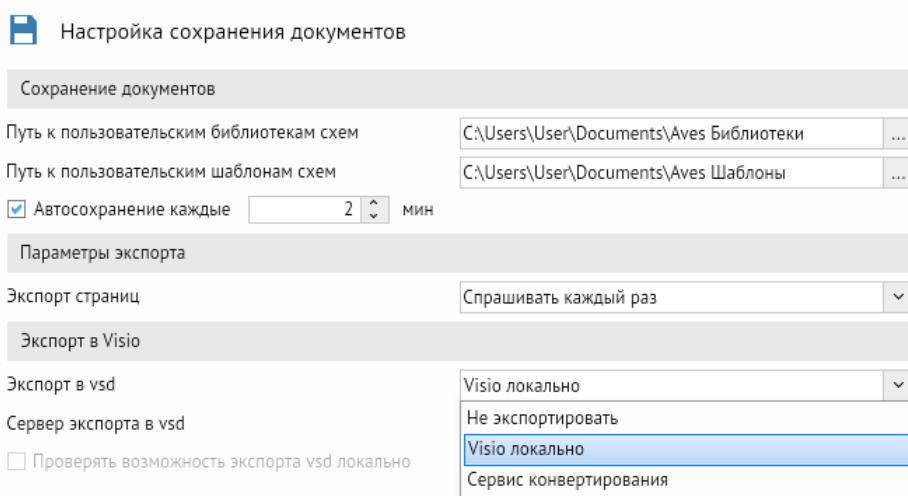 Настройка сохранения документов
Сохранение документов
Путь к пользовательским библиотекам схем C:\Users\User\Documents\Aves Библиотеки ...
Путь к пользовательским шаблонам схем C:\Users\User\Documents\Aves Шаблоны ...
Автосохранение каждые 2 мин
Параметры экспорта
Экспорт страниц Спрашивать каждый раз
Экспорт в Visio
Экспорт в vsd Visio локально
Не экспортировать
Сервер экспорта в vsd
Visio локально
Проверять возможность экспорта vsd локально
Сервис конвертирования